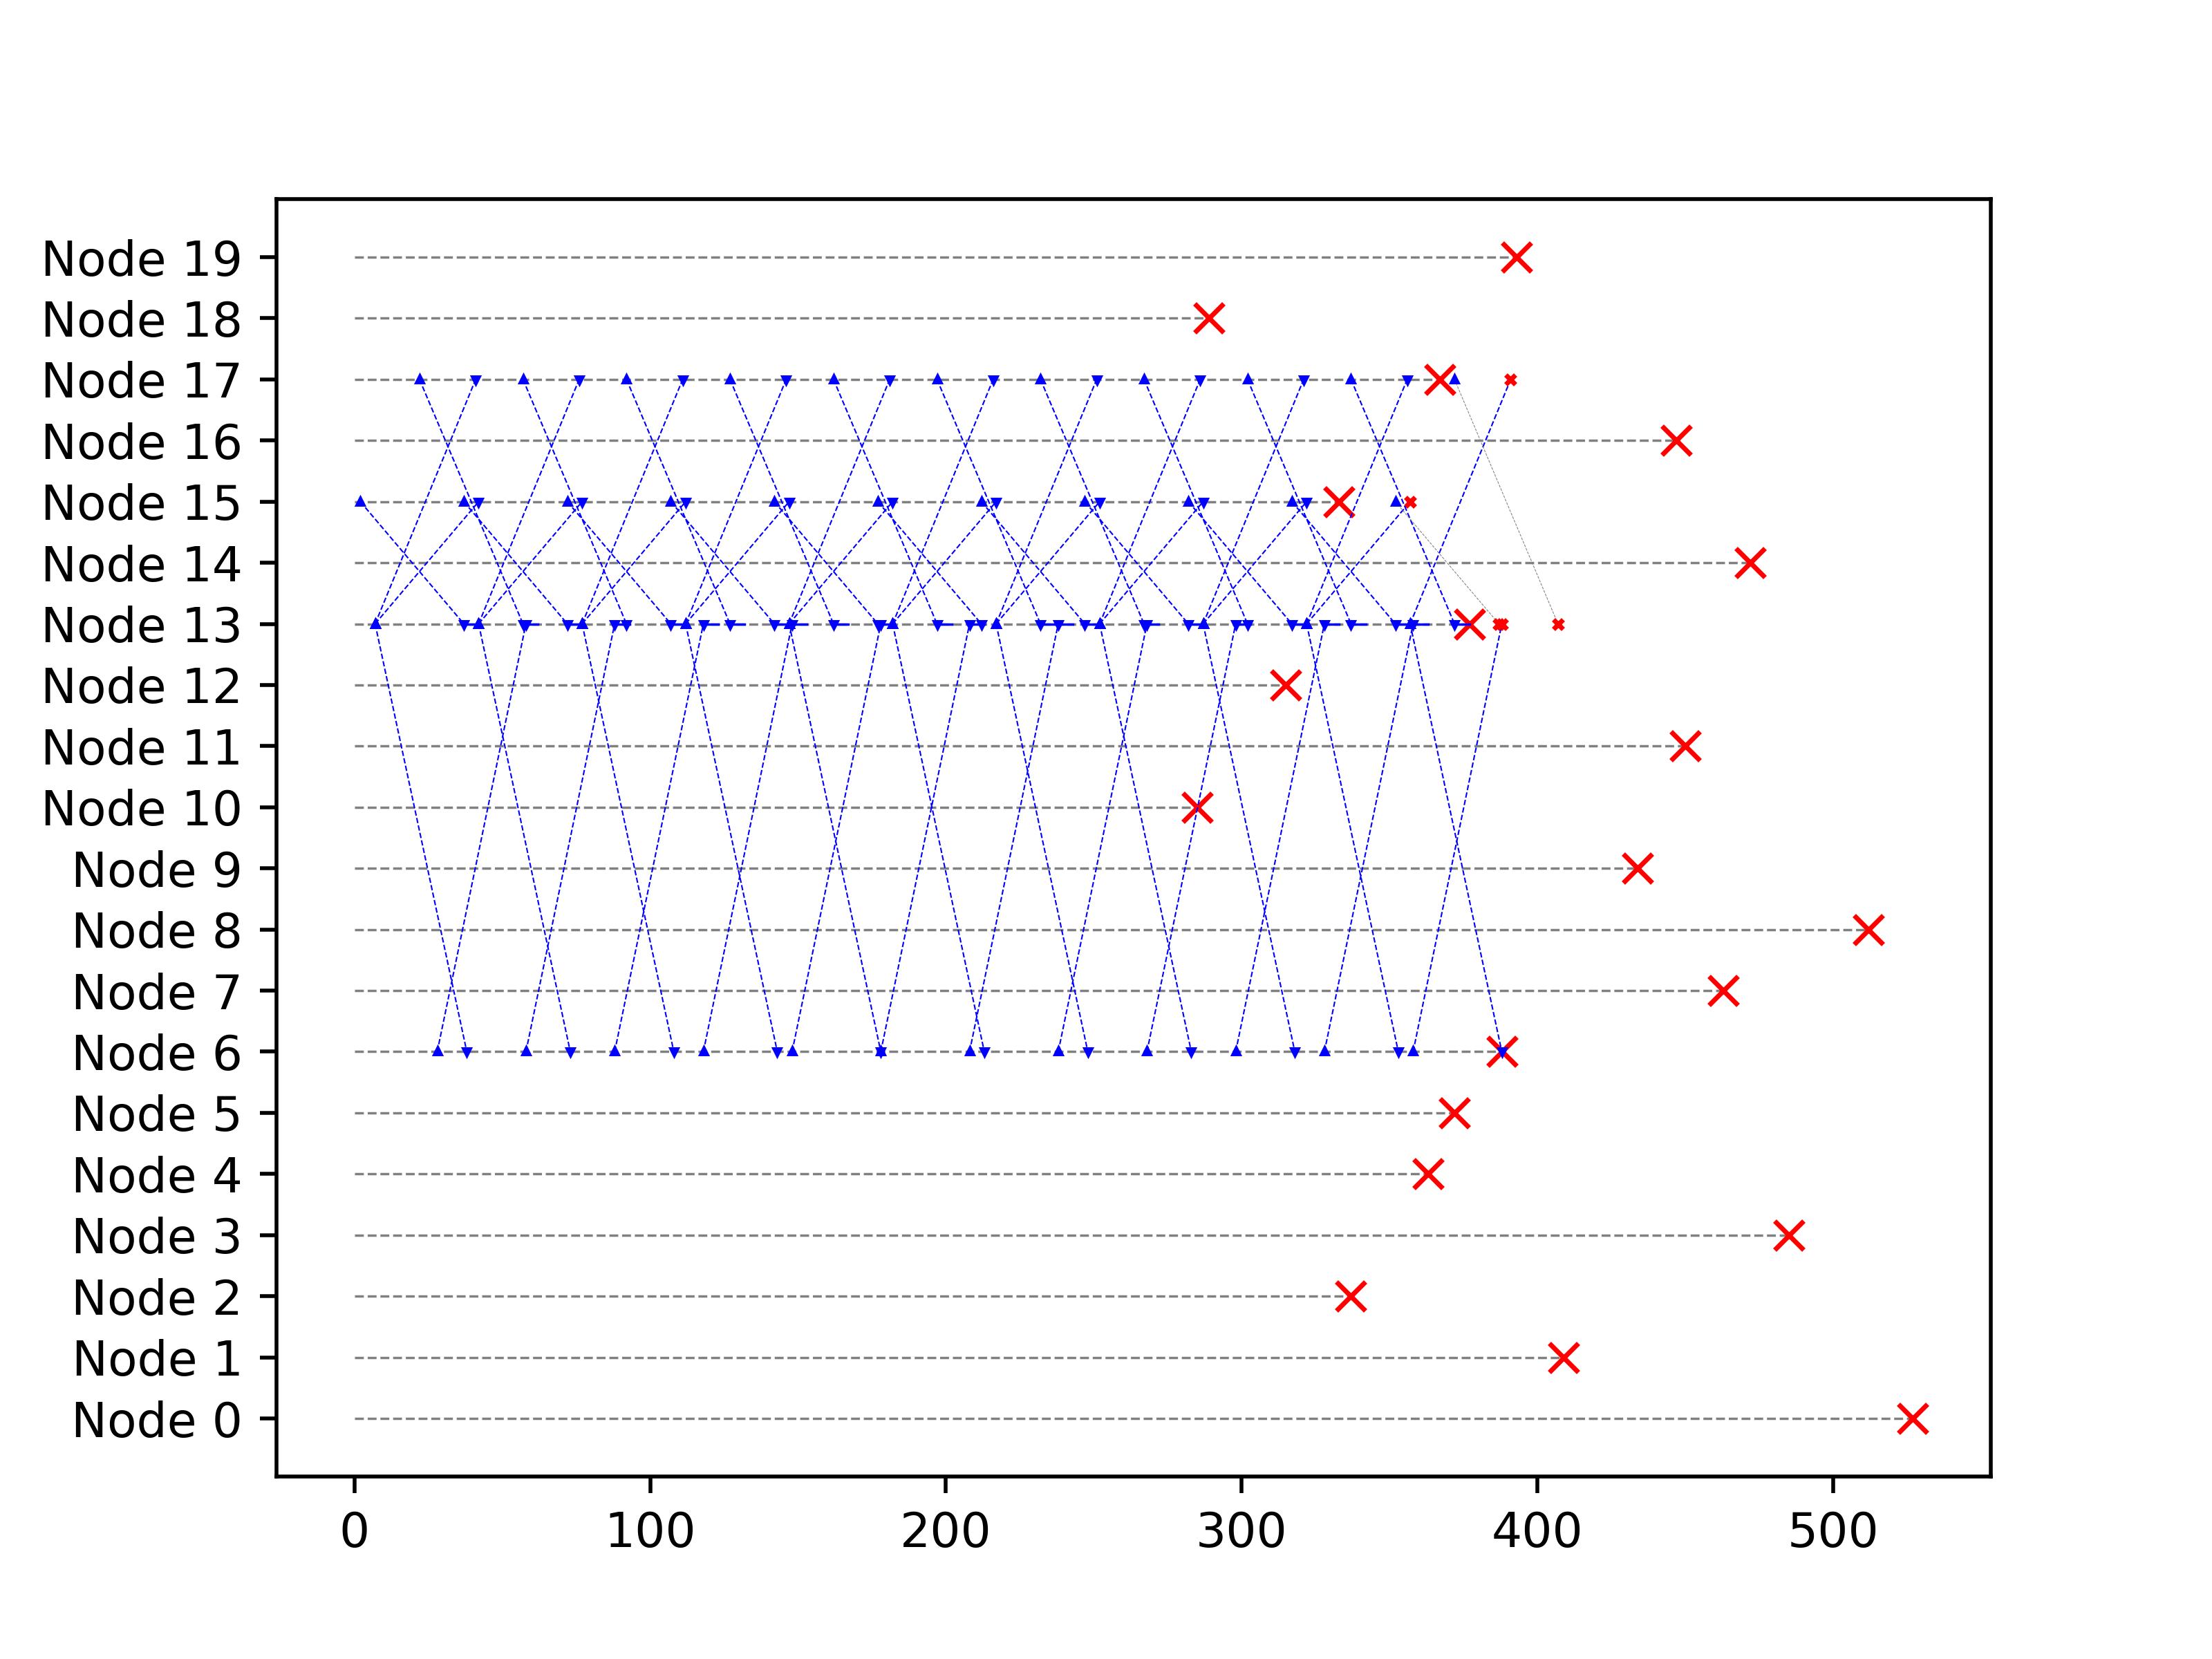 Node 19
Node 18
Node 17
Node 16
Node 15
Node 14
Node 13
Node 12
Node 11
Node 10
Node 9
Node 8
Node 7
Node 6
Node 5
Node 4
Node 3
Node 2
Node 1
Node 0
0 100 200 300 400 500